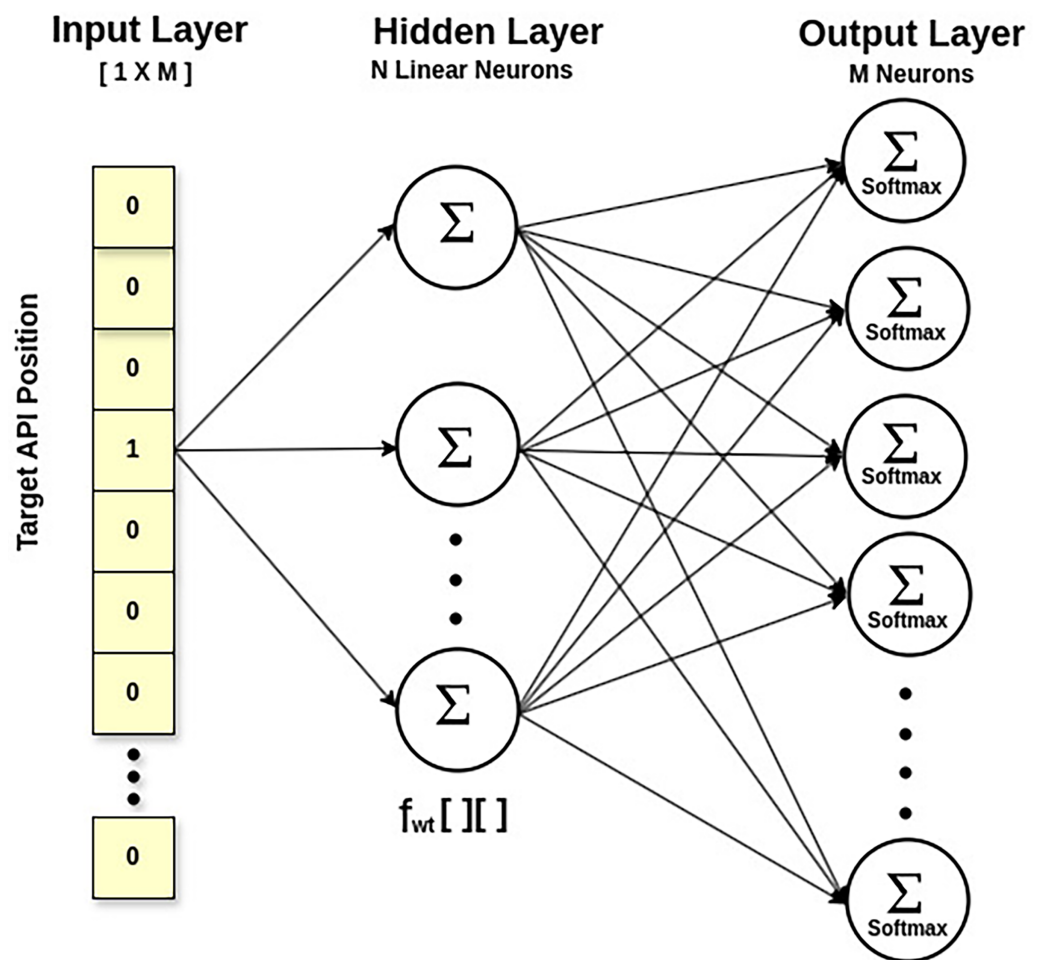 Input Layer
[ 1 X M ]
Hidden Layer
N Linear Neurons
Output Layer
M Neurons
Target API Position
0
0
0
1
0
0
0
0
Σ
Σ
Σ
fwt[ ][ ]
Σ
Softmax
Σ
Softmax
Σ
Softmax
Σ
Softmax
Σ
Softmax